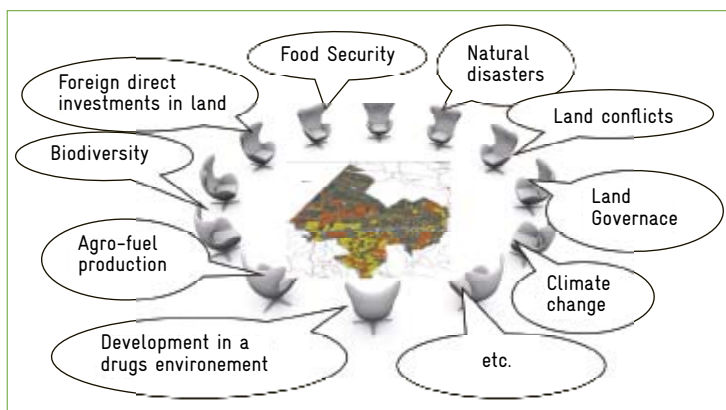 Food Security
Natural
disasters
Foreign direct
investments in land
Land conflicts
Biodiversity
Land
Governace
Agro-fuel
production
Climate
change
Development in a
drugs environement
etc.